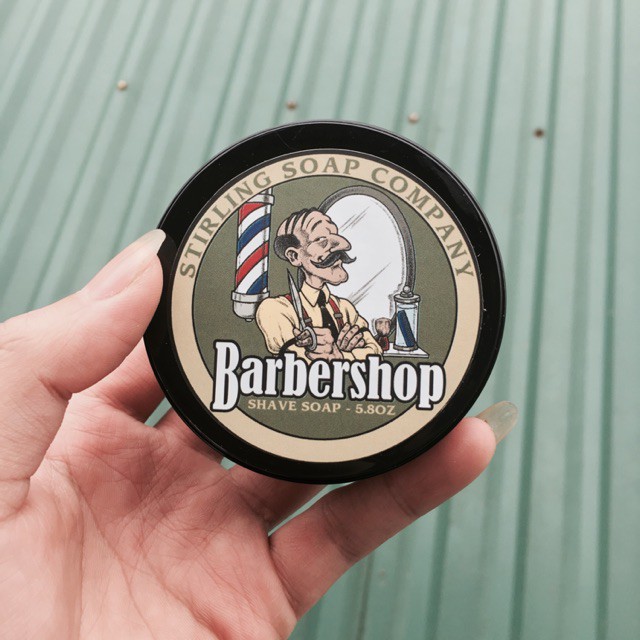 STIRLING SOAP COMPANY
Barbershop
SHAVE SOAP - 5.8OZ